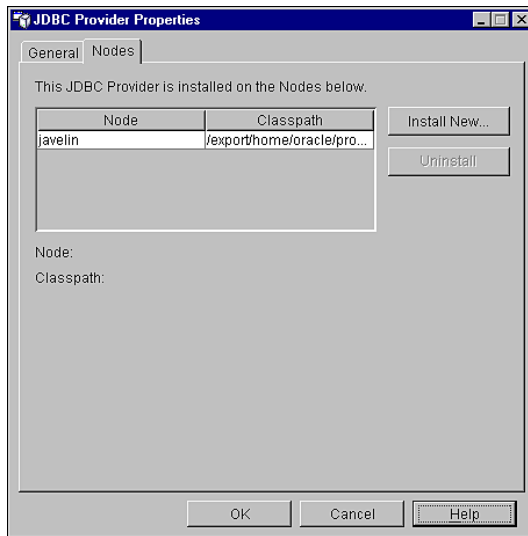 JDBC Provider Properties
General Nodes
This JDBC Provider is installed on the Nodes below.
Node Classpath
javelin /export/home/oracle/pro...
Install New...
Uninstall
Node:
Classpath:
OK Cancel Help